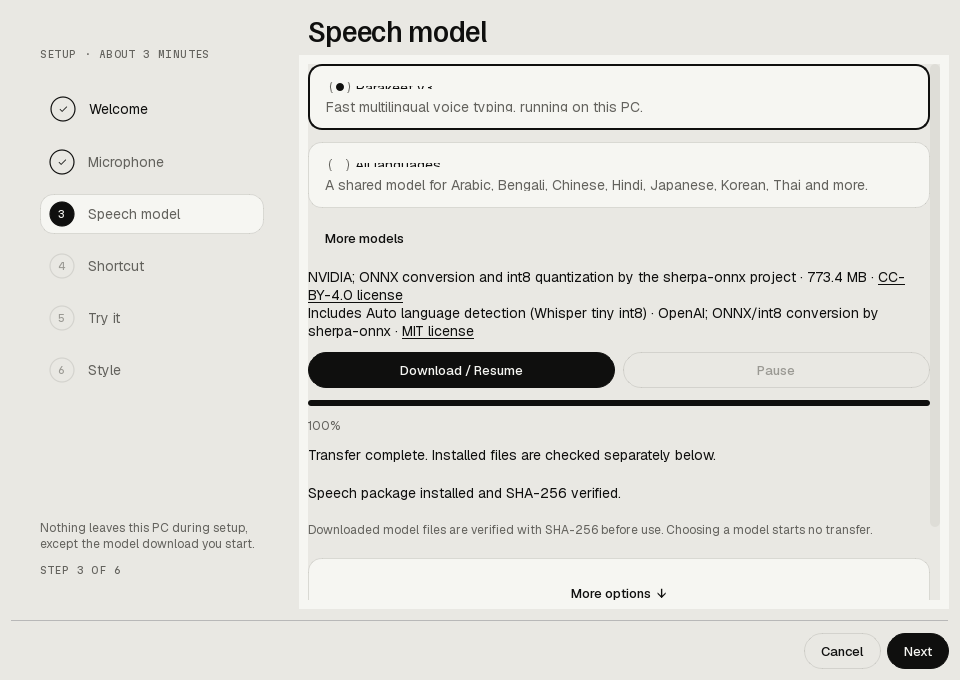 Speech model
SETUP · ABOUT 3 MINUTES
Welcome
Microphone
3 Speech model
4 Shortcut
5 Try it
6 Style
Nothing leaves this PC during setup,
except the model download you start.
STEP 3 OF 6
(●) Parakeet v3
Fast multilingual voice typing, running on this PC.
( ) All languages
A shared model for Arabic, Bengali, Chinese, Hindi, Japanese, Korean, Thai and more.
More models
NVIDIA; ONNX conversion and int8 quantization by the sherpa-onnx project · 773.4 MB · CC-
BY-4.0 license
Includes Auto language detection (Whisper tiny int8) · OpenAI; ONNX/int8 conversion by
sherpa-onnx · MIT license
Download / Resume
Pause
100%
Transfer complete. Installed files are checked separately below.
Speech package installed and SHA-256 verified.
Downloaded model files are verified with SHA-256 before use. Choosing a model starts no transfer.
More options ↓
Cancel
Next